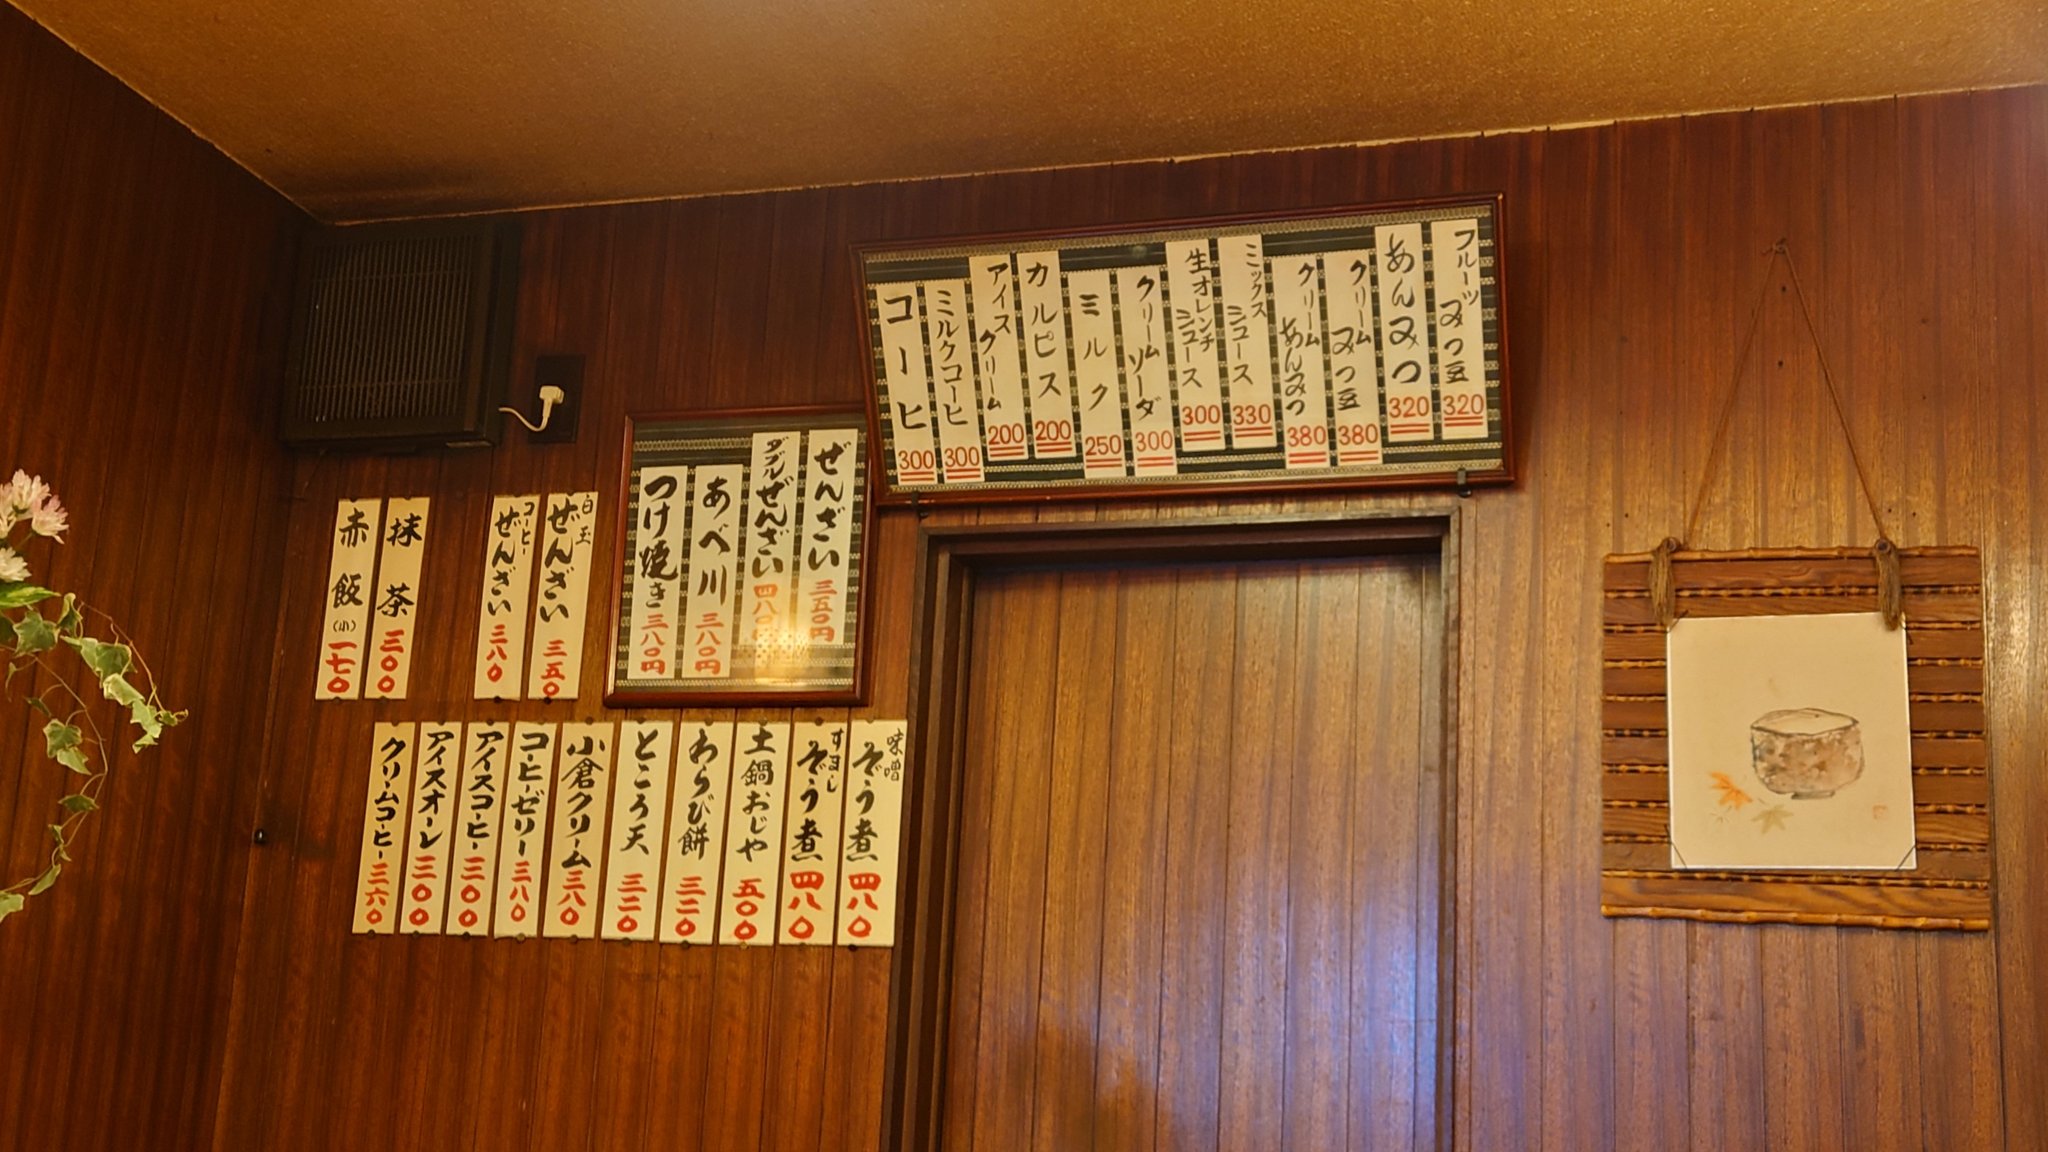 フルーツみつ豆 320
あんみつ 320
クリームみつ豆 380
クリームあんみつ 380
ミックスジュース 330
生オレンヂジュース 300
クリームソーダ 300
ミルク 250
カルピス 200
アイスクリーム 200
ミルクコーヒ 300
コーヒ 300
ぜんざい 三五〇円
ダブルぜんざい 四八〇円
あべ川 三八〇円
つけ焼き 三八〇円
白玉ぜんざい 三五〇
コーヒーぜんざい 三八〇
抹茶 三〇〇
赤飯(小) 一七〇
味噌ぞう煮 四八〇
すましぞう煮 四八〇
土鍋おじや 五〇〇
わらび餅 三二〇
ところ天 三二〇
小倉クリーム 三八〇
コーヒーゼリー 三八〇
アイスコーヒー 三〇〇
アイスオーレ 三〇〇
クリームコーヒー 三六〇